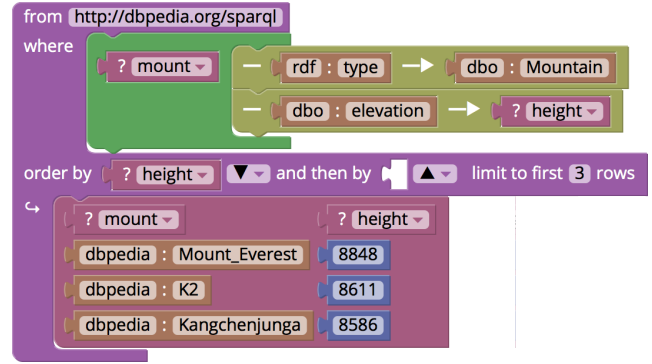 from http://dbpedia.org/sparql
where
? mount
rdf : type
dbo : Mountain
dbo : elevation
? height
order by ? height ▼ and then by ▲ limit to first 3 rows
? mount ? height
dbpedia : Mount_Everest 8848
dbpedia : K2 8611
dbpedia : Kangchenjunga 8586